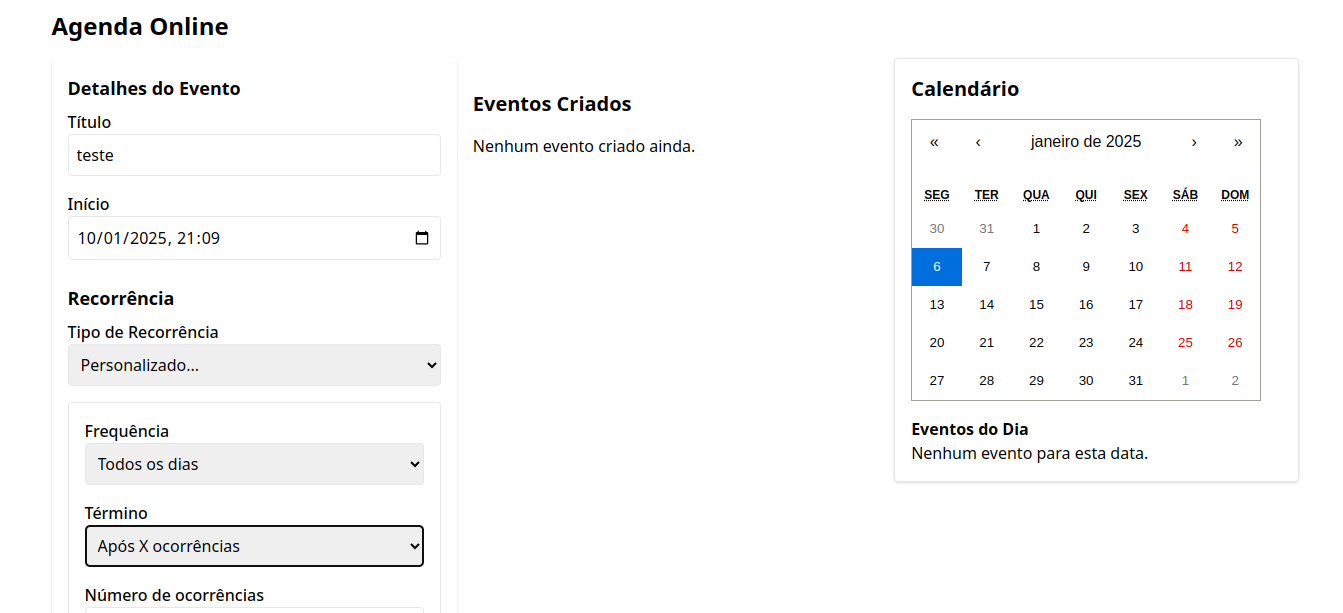 Agenda Online
Detalhes do Evento
Título
teste
Início
10/01/2025, 21:09
Recorrência
Tipo de Recorrência
Personalizado...
Frequência
Todos os dias
Término
Após X ocorrências
Número de ocorrências
Eventos Criados
Nenhum evento criado ainda.
Calendário
« ‹ janeiro de 2025 › »
SEG TER QUA QUI SEX SÁB DOM
30 31 1 2 3 4 5
6 7 8 9 10 11 12
13 14 15 16 17 18 19
20 21 22 23 24 25 26
27 28 29 30 31 1 2
Eventos do Dia
Nenhum evento para esta data.